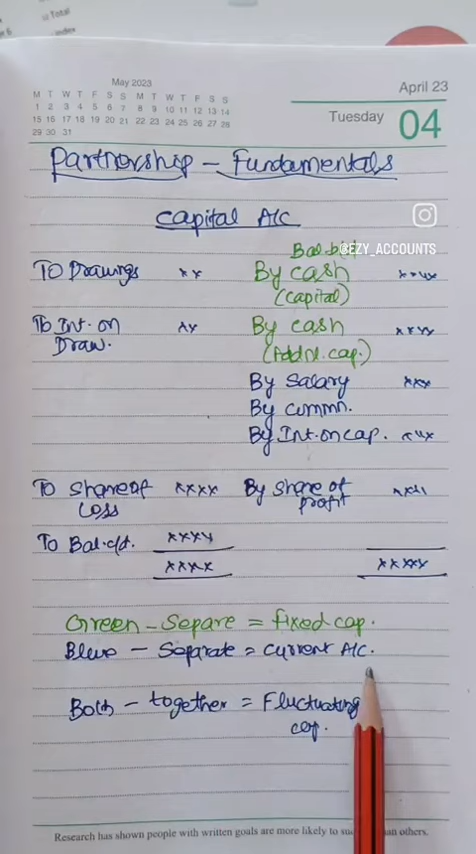 Total
index
May 2023
April 23
M T W T F S S M T W T F S S
1 2 3 4 5 6 7 8 9 10 11 12 13 14
15 16 17 18 19 20 21 22 23 24 25 26 27 28
29 30 31
Tuesday 04
Partnership - Fundamentals
Capital A/C
@EZY_ACCOUNTS
To Drawings xx By cash xxxx
(Capital)
To Int. on xx By cash xxxx
Draw. (Addnl. cap.)
By Salary xxx
By commn.
By Int. on cap. xxx
To Share of xxxx By Share of xxxx
Loss profit
To Bal. c/d. xxxx
xxxx xxxxx
Green - Separe = fixed cap.
Blue - Separate = current A/C.
Both - together = Fluctuating
cap.
Research has shown people with written goals are more likely to than others.